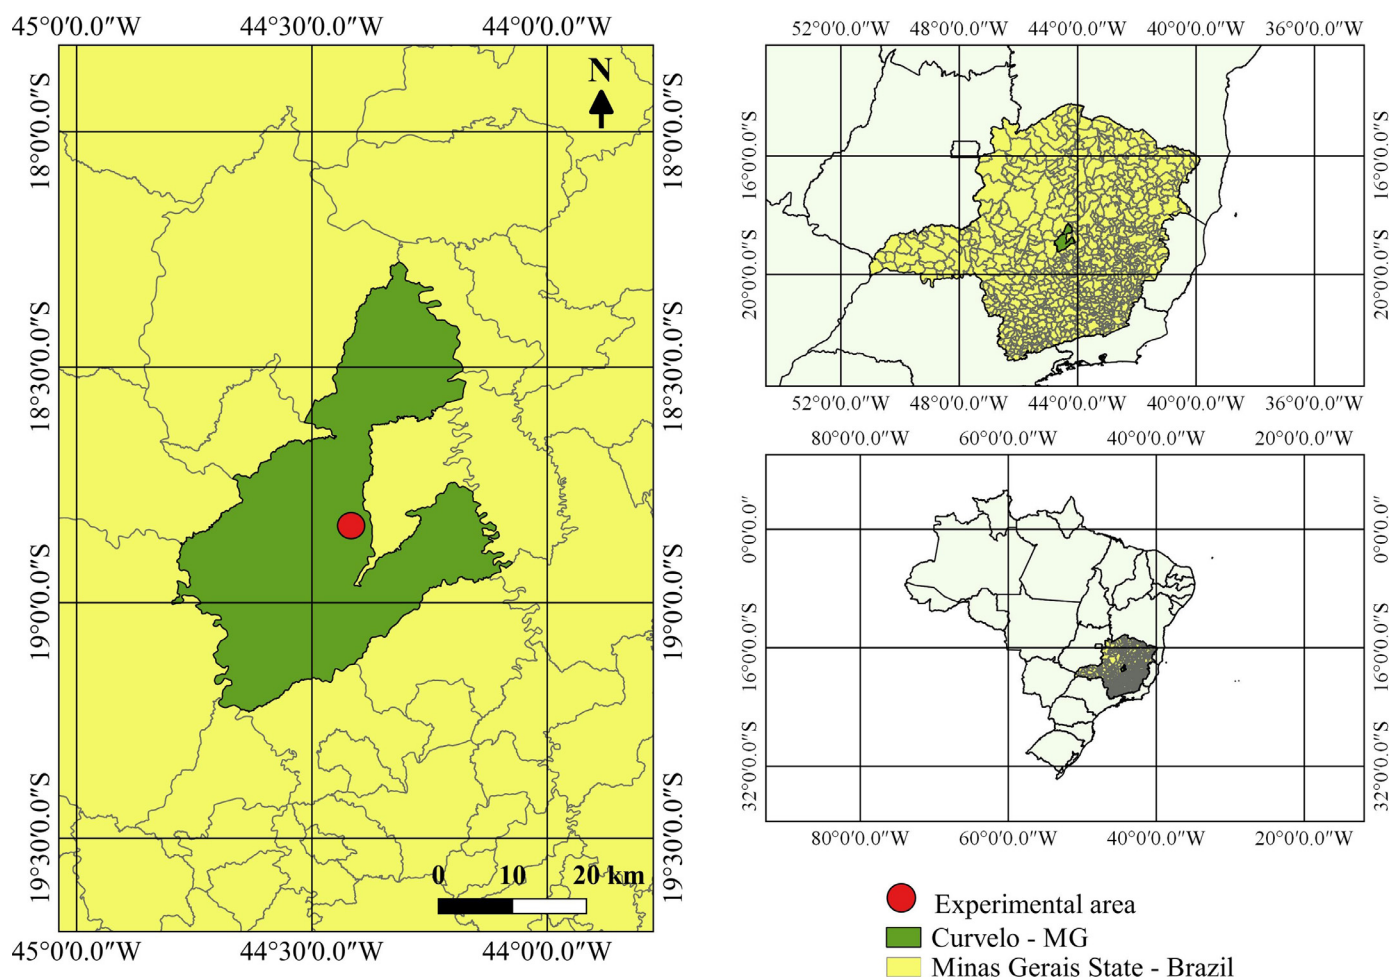 45°0'0.0"W 44°30'0.0"W 44°0'0.0"W
18°0'0.0"S 18°0'0.0"S
18°30'0.0"S 18°30'0.0"S
19°0'0.0"S 19°0'0.0"S
19°30'0.0"S 19°30'0.0"S
N
0 10 20 km
45°0'0.0"W 44°30'0.0"W 44°0'0.0"W
52°0'0.0"W 48°0'0.0"W 44°0'0.0"W 40°0'0.0"W 36°0'0.0"W
16°0'0.0"S 16°0'0.0"S
20°0'0.0"S 20°0'0.0"S
52°0'0.0"W 48°0'0.0"W 44°0'0.0"W 40°0'0.0"W 36°0'0.0"W
80°0'0.0"W 60°0'0.0"W 40°0'0.0"W 20°0'0.0"W
0°0'0.0" 0°0'0.0"
16°0'0.0"S 16°0'0.0"S
32°0'0.0"S 32°0'0.0"S
80°0'0.0"W 60°0'0.0"W 40°0'0.0"W 20°0'0.0"W
Experimental area
Curvelo - MG
Minas Gerais State - Brazil